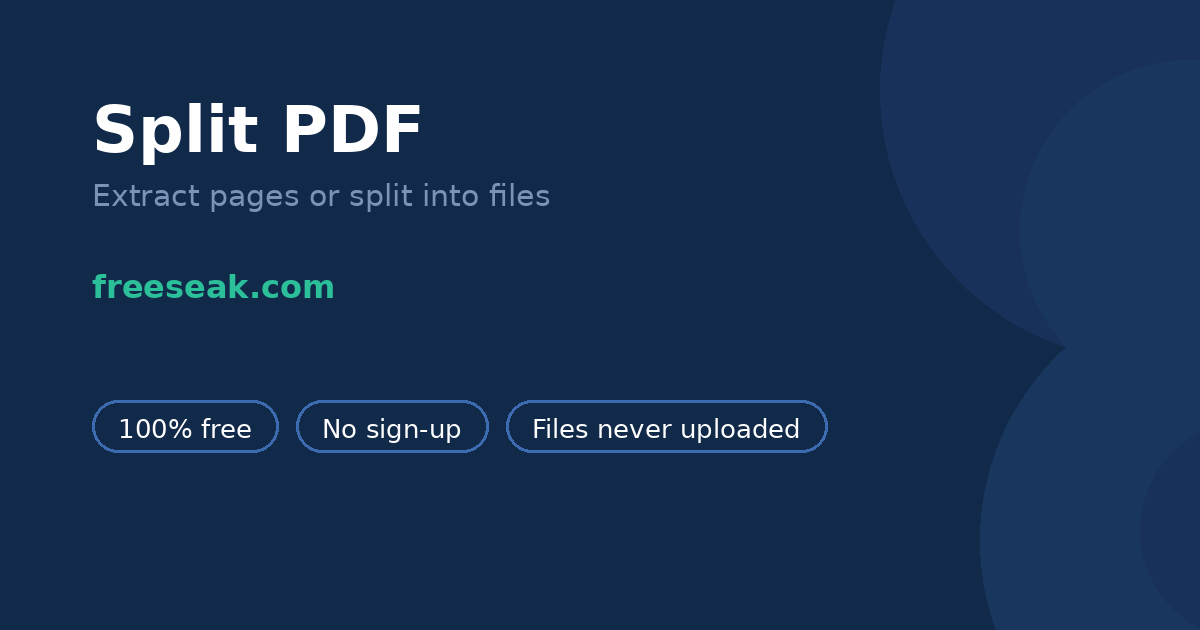 Split PDF
Extract pages or split into files
freeseak.com
100% free
No sign-up
Files never uploaded